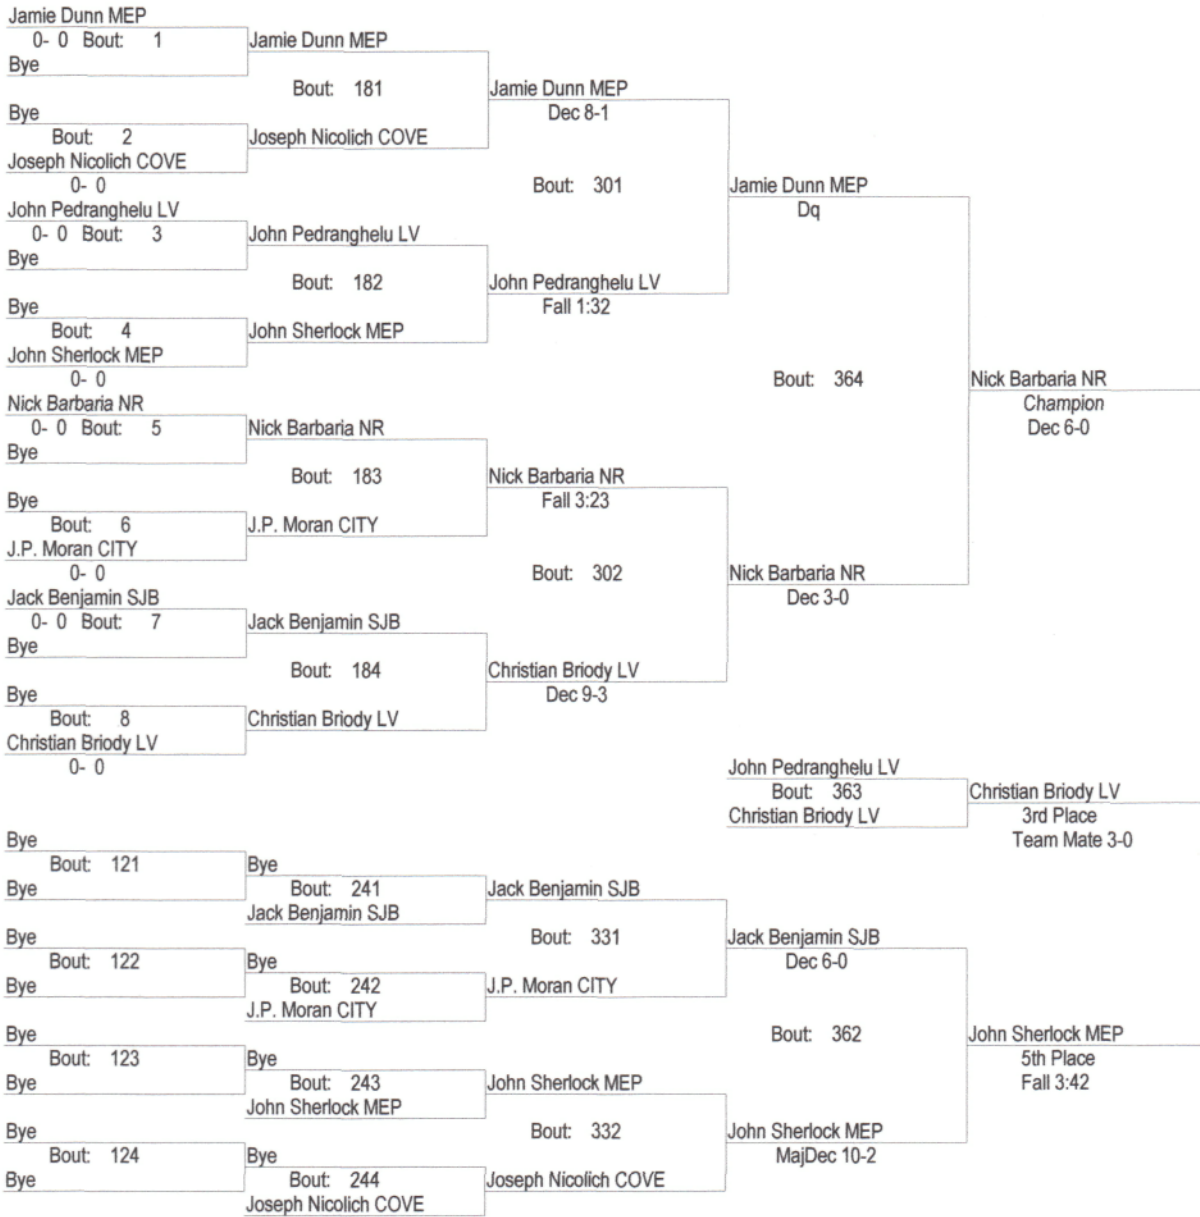 Jamie Dunn MEP
0- 0 Bout: 1
Jamie Dunn MEP
Bye
Bout: 181
Jamie Dunn MEP
Bye
Dec 8-1
Bout: 2
Joseph Nicolich COVE
Joseph Nicolich COVE
0- 0
Bout: 301
Jamie Dunn MEP
John Pedranghelu LV
Dq
0- 0 Bout: 3
John Pedranghelu LV
Bye
Bout: 182
John Pedranghelu LV
Bye
Fall 1:32
Bout: 4
John Sherlock MEP
John Sherlock MEP
0- 0
Bout: 364
Nick Barbaria NR
Nick Barbaria NR
Champion
0- 0 Bout: 5
Nick Barbaria NR
Dec 6-0
Bye
Bout: 183
Nick Barbaria NR
Bye
Fall 3:23
Bout: 6
J.P. Moran CITY
J.P. Moran CITY
0- 0
Bout: 302
Nick Barbaria NR
Jack Benjamin SJB
Dec 3-0
0- 0 Bout: 7
Jack Benjamin SJB
Bye
Bout: 184
Christian Briody LV
Bye
Dec 9-3
Bout: 8
Christian Briody LV
Christian Briody LV
0- 0
John Pedranghelu LV
Bout: 363
Christian Briody LV
Christian Briody LV
3rd Place
Team Mate 3-0
Bye
Bout: 121
Bye
Bye
Bout: 241
Jack Benjamin SJB
Jack Benjamin SJB
Bye
Bout: 331
Jack Benjamin SJB
Bout: 122
Bye
Dec 6-0
Bye
Bout: 242
J.P. Moran CITY
J.P. Moran CITY
Bye
Bout: 362
John Sherlock MEP
Bout: 123
Bye
5th Place
Bye
Bout: 243
John Sherlock MEP
Fall 3:42
John Sherlock MEP
Bye
Bout: 332
John Sherlock MEP
Bout: 124
Bye
MajDec 10-2
Bye
Bout: 244
Joseph Nicolich COVE
Joseph Nicolich COVE